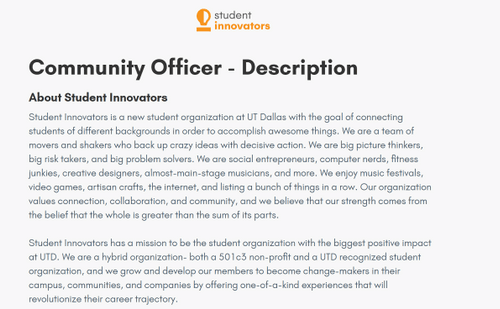 student
innovators
Community Officer - Description
About Student Innovators
Student Innovators is a new student organization at UT Dallas with the goal of connecting
students of different backgrounds in order to accomplish awesome things. We are a team of
movers and shakers who back up crazy ideas with decisive action. We are big picture thinkers,
big risk takers, and big problem solvers. We are social entrepreneurs, computer nerds, fitness
junkies, creative designers, almost-main-stage musicians, and more. We enjoy music festivals,
video games, artisan crafts, the internet, and listing a bunch of things in a row. Our organization
values connection, collaboration, and community, and we believe that our strength comes from
the belief that the whole is greater than the sum of its parts.
Student Innovators has a mission to be the student organization with the biggest positive impact
at UTD. We are a hybrid organization- both a 501c3 non-profit and a UTD recognized student
organization, and we grow and develop our members to become change-makers in their
campus, communities, and companies by offering one-of-a-kind experiences that will
revolutionize their career trajectory.